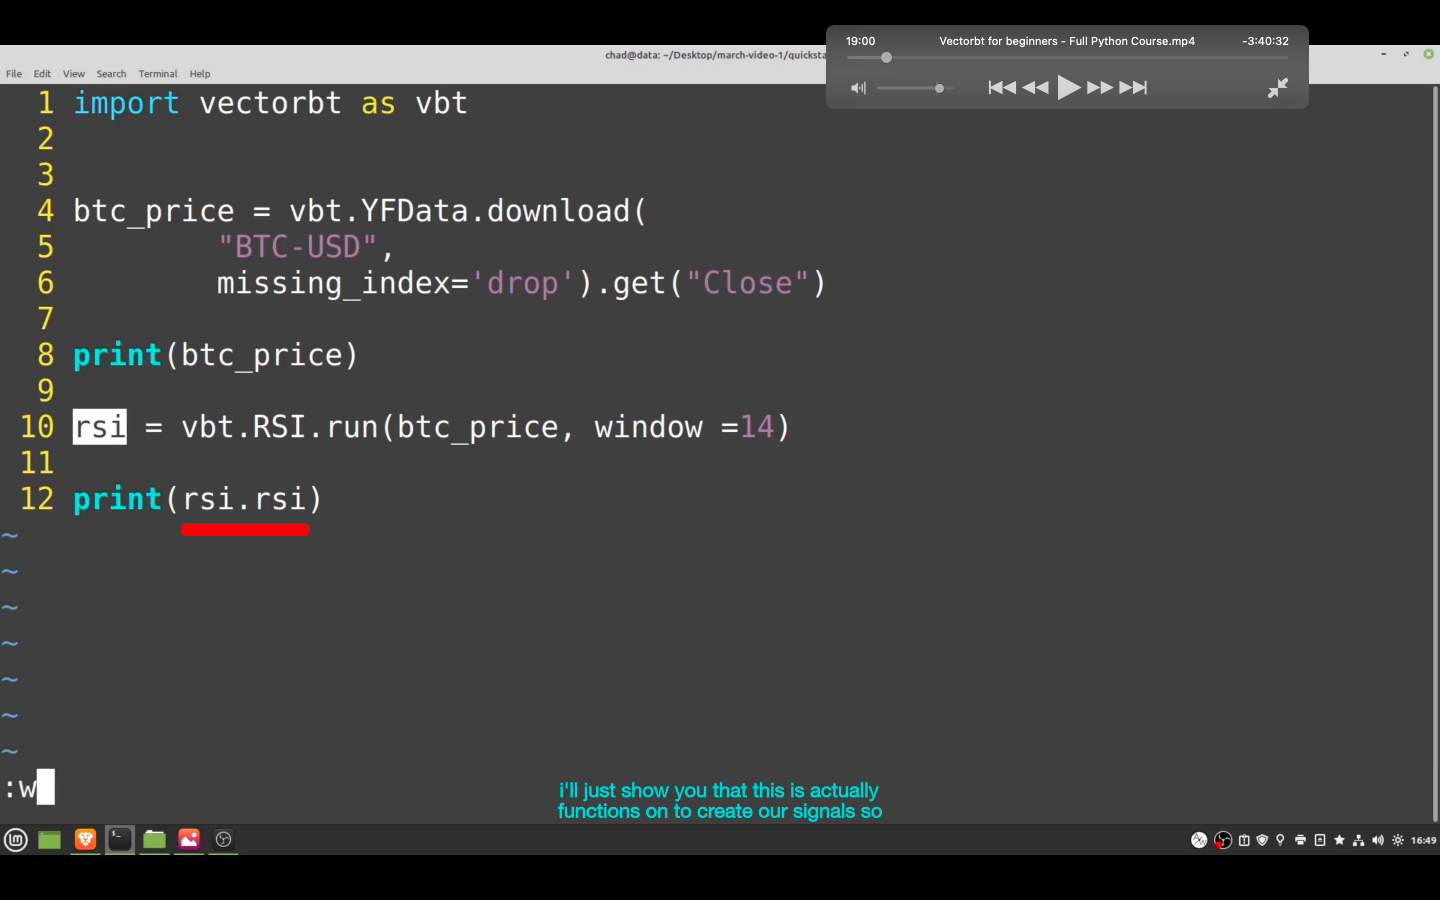 19:00 Vectorbt for beginners - Full Python Course.mp4 -3:40:32
chad@data: ~/Desktop/march-video-1/quicksta
File Edit View Search Terminal Help
1 import vectorbt as vbt
2
3
4 btc_price = vbt.YFData.download(
5 "BTC-USD",
6 missing_index='drop').get("Close")
7
8 print(btc_price)
9
10 rsi = vbt.RSI.run(btc_price, window =14)
11
12 print(rsi.rsi)
~
~
~
~
~
~
~
:w
i'll just show you that this is actually
functions on to create our signals so
16:49